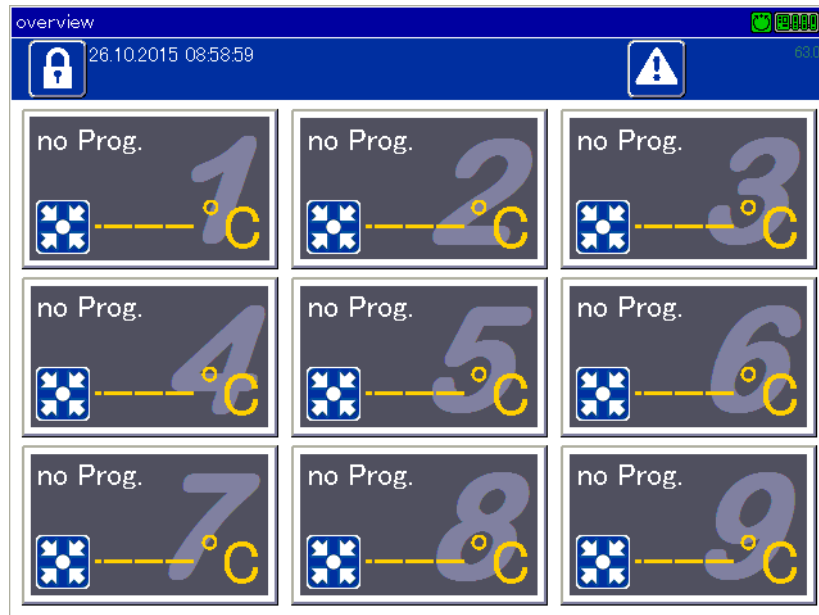 overview
26.10.2015 08:58:59
63.0
no Prog. 1
----°C
no Prog. 2
----°C
no Prog. 3
----°C
no Prog. 4
----°C
no Prog. 5
----°C
no Prog. 6
----°C
no Prog. 7
----°C
no Prog. 8
----°C
no Prog. 9
----°C